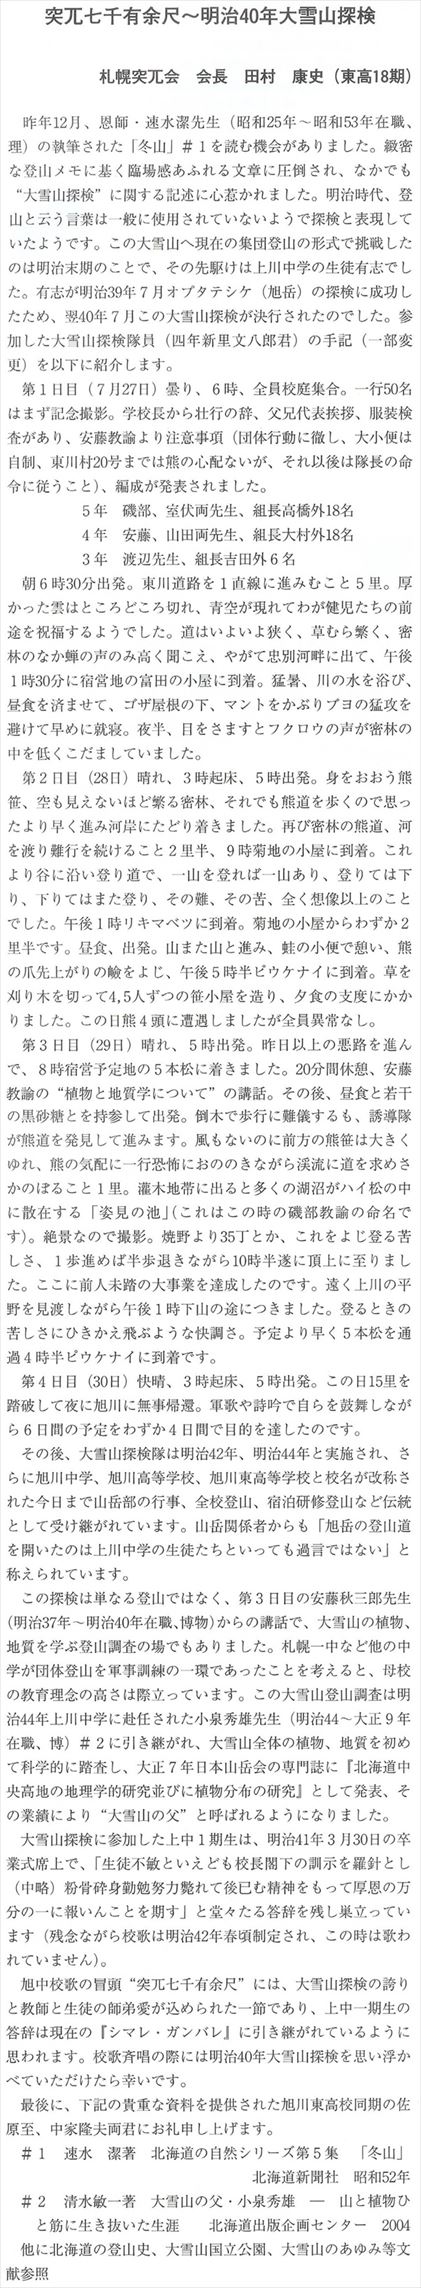 突兀七千有余尺～明治40年大雪山探検
札幌突兀会　会長　田村　康史（東高18期）
　昨年12月、恩師・速水潔先生（昭和25年～昭和53年在職、
理）の執筆された「冬山」＃１を読む機会がありました。緻密
な登山メモに基く臨場感あふれる文章に圧倒され、なかでも
“大雪山探検”に関する記述に心惹かれました。明治時代、登
山と云う言葉は一般に使用されていないようで探検と表現して
いたようです。この大雪山へ現在の集団登山の形式で挑戦した
のは明治末期のことで、その先駆けは上川中学の生徒有志でし
た。有志が明治39年７月オプタテシケ（旭岳）の探検に成功し
たため、翌40年７月この大雪山探検が決行されたのでした。参
加した大雪山探検隊員（四年新里文八郎君）の手記（一部変
更）を以下に紹介します。
　第１日目（７月27日）曇り、６時、全員校庭集合。一行50名
はまず記念撮影。学校長から壮行の辞、父兄代表挨拶、服装検
査があり、安藤教諭より注意事項（団体行動に徹し、大小便は
自制、東川村20号までは熊の心配ないが、それ以後は隊長の命
令に従うこと）、編成が発表されました。
５年　磯部、室伏両先生、組長高橋外18名
４年　安藤、山田両先生、組長大村外18名
３年　渡辺先生、組長吉田外６名
　朝６時30分出発。東川道路を１直線に進みむこと５里。厚
かった雲はところどころ切れ、青空が現れてわが健児たちの前
途を祝福するようでした。道はいよいよ狭く、草むら繁く、密
林のなか蝉の声のみ高く聞こえ、やがて忠別河畔に出て、午後
１時30分に宿営地の富田の小屋に到着。猛暑、川の水を浴び、
昼食を済ませて、ゴザ屋根の下、マントをかぶりブヨの猛攻を
避けて早めに就寝。夜半、目をさますとフクロウの声が密林の
中を低くこだましていました。
　第２日目（28日）晴れ、３時起床、５時出発。身をおおう熊
笹、空も見えないほど繁る密林、それでも熊道を歩くので思っ
たより早く進み河岸にたどり着きました。再び密林の熊道、河
を渡り難行を続けること２里半、９時菊地の小屋に到着。これ
より谷に沿い登り道で、一山を登れば一山あり、登りては下
り、下りてはまた登り、その難、その苦、全く想像以上のこと
でした。午後１時リキマベツに到着。菊地の小屋からわずか２
里半です。昼食、出発。山また山と進み、蛙の小便で憩い、熊
の爪先上がりの嶮をよじ、午後５時半ピウケナイに到着。草を
刈り木を切って4,5人ずつの笹小屋を造り、夕食の支度にかか
りました。この日熊４頭に遭遇しましたが全員異常なし。
　第３日目（29日）晴れ、５時出発。昨日以上の悪路を進ん
で、８時宿営予定地の５本松に着きました。20分間休憩、安藤
教諭の“植物と地質学について”の講話。その後、昼食と若干
の黒砂糖とを持参して出発。倒木で歩行に難儀するも、誘導隊
が熊道を発見して進みます。風もないのに前方の熊笹は大きく
ゆれ、熊の気配に一行恐怖におののきながら渓流に道を求めさ
かのぼること１里。灌木地帯に出ると多くの湖沼がハイ松の中
に散在する「姿見の池」（これはこの時の磯部教諭の命名で
す）。絶景なので撮影。焼野より35丁とか、これをよじ登る苦
しさ、１歩進めば半歩退きながら10時半遂に頂上に至りまし
た。ここに前人未踏の大事業を達成したのです。遠く上川の平
野を見渡しながら午後１時下山の途につきました。登るときの
苦しさにひきかえ飛ぶような快調さ。予定より早く５本松を通
過４時半ピウケナイに到着です。
　第４日目（30日）快晴、３時起床、５時出発。この日15里を
踏破して夜に旭川に無事帰還。軍歌や詩吟で自らを鼓舞しなが
ら６日間の予定をわずか４日間で目的を達したのです。
　その後、大雪山探検隊は明治42年、明治44年と実施され、さ
らに旭川中学、旭川高等学校、旭川東高等学校と校名が改称さ
れた今日まで山岳部の行事、全校登山、宿泊研修登山など伝統
として受け継がれています。山岳関係者からも「旭岳の登山道
を開いたのは上川中学の生徒たちといっても過言ではない」と
称えられています。
　この探検は単なる登山ではなく、第３日目の安藤秋三郎先生
（明治37年～明治40年在職、博物）からの講話で、大雪山の植物、
地質を学ぶ登山調査の場でもありました。札幌一中など他の中
学が団体登山を軍事訓練の一環であったことを考えると、母校
の教育理念の高さは際立っています。この大雪山登山調査は明
治44年上川中学に赴任された小泉秀雄先生（明治44～大正９年
在職、博）＃２に引き継がれ、大雪山全体の植物、地質を初め
て科学的に踏査し、大正７年日本山岳会の専門誌に『北海道中
央高地の地理学的研究並びに植物分布の研究』として発表、そ
の業績により“大雪山の父”と呼ばれるようになりました。
　大雪山探検に参加した上中１期生は、明治41年３月30日の卒
業式席上で、「生徒不敏といえども校長閣下の訓示を羅針とし
（中略）粉骨砕身勤勉努力斃れて後已む精神をもって厚恩の万
分の一に報いんことを期す」と堂々たる答辞を残し巣立っていま
す（残念ながら校歌は明治42年春頃制定され、この時は歌わ
れていません）。
　旭中校歌の冒頭“突兀七千有余尺”には、大雪山探検の誇り
と教師と生徒の師弟愛が込められた一節であり、上中一期生の
答辞は現在の『シマレ・ガンバレ』に引き継がれているように
思われます。校歌斉唱の際には明治40年大雪山探検を思い浮か
べていただけたら幸いです。
　最後に、下記の貴重な資料を提供された旭川東高校同期の佐
原至、中家隆夫両君にお礼申し上げます。
＃１　速水　潔著　北海道の自然シリーズ第５集　「冬山」
北海道新聞社　昭和52年
＃２　清水敏一著　大雪山の父・小泉秀雄　―　山と植物ひ
と筋に生き抜いた生涯　　北海道出版企画センター　2004
他に北海道の登山史、大雪山国立公園、大雪山のあゆみ等文
献参照